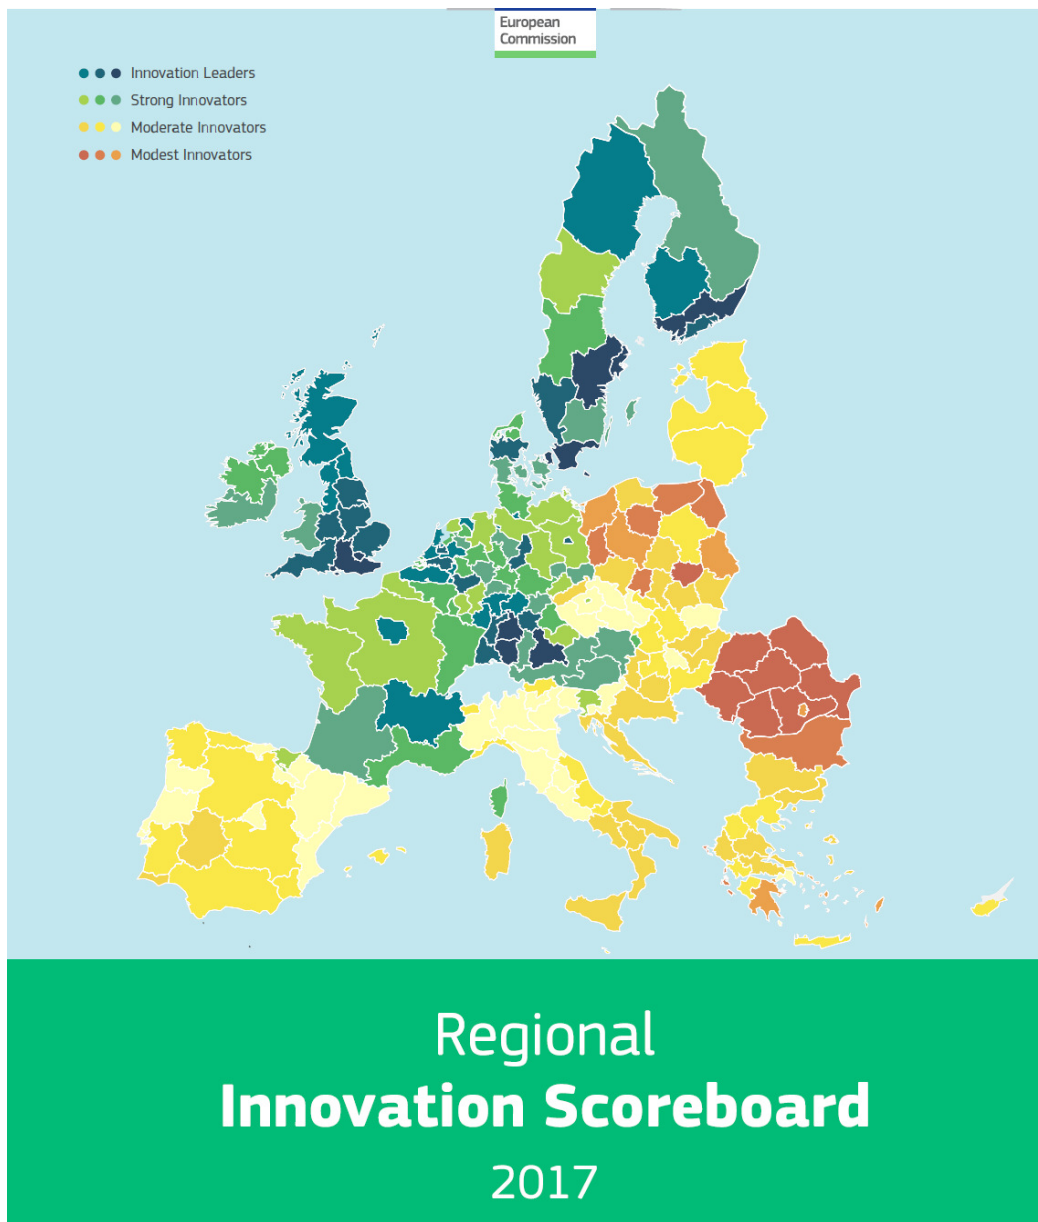 European
Commission
Innovation Leaders
Strong Innovators
Moderate Innovators
Modest Innovators
Regional
Innovation Scoreboard
2017